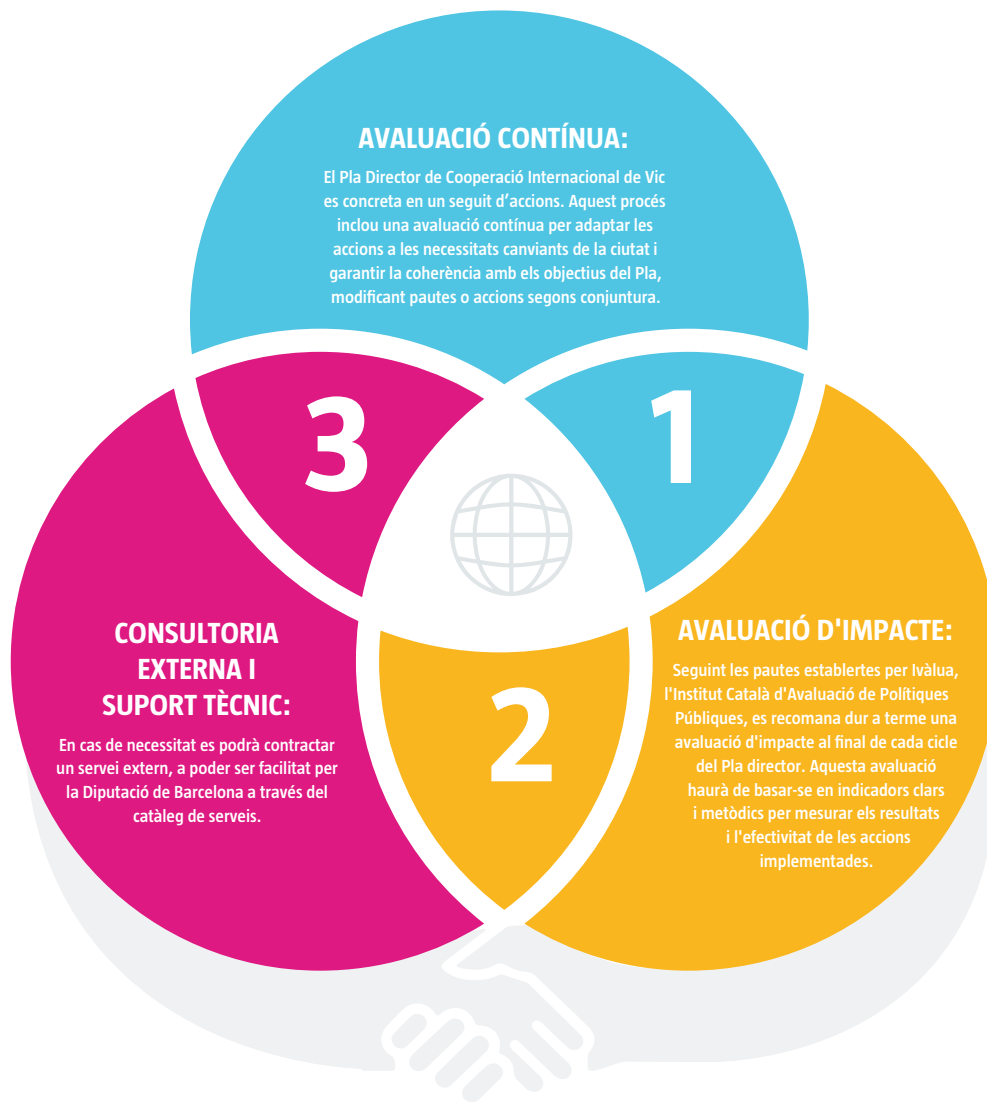 AVALUACIÓ CONTÍNUA:
El Pla Director de Cooperació Internacional de Vic
es concreta en un seguit d’accions. Aquest procés
inclou una avaluació contínua per adaptar les
accions a les necessitats canviants de la ciutat i
garantir la coherència amb els objectius del Pla,
modificant pautes o accions segons conjuntura.
3
1
CONSULTORIA
EXTERNA I
SUPORT TÈCNIC:
En cas de necessitat es podrà contractar
un servei extern, a poder ser facilitat per
la Diputació de Barcelona a través del
catàleg de serveis.
2
AVALUACIÓ D'IMPACTE:
Seguint les pautes establertes per Ivàlua,
l'Institut Català d'Avaluació de Polítiques
Públiques, es recomana dur a terme una
avaluació d'impacte al final de cada cicle
del Pla director. Aquesta avaluació
haurà de basar-se en indicadors clars
i metòdics per mesurar els resultats
i l'efectivitat de les accions
implementades.